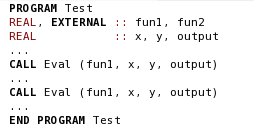 PROGRAM Test
REAL, EXTERNAL :: fun1, fun2
REAL           :: x, y, output
...
CALL Eval (fun1, x, y, output)
...
CALL Eval (fun1, x, y, output)
...
END PROGRAM Test